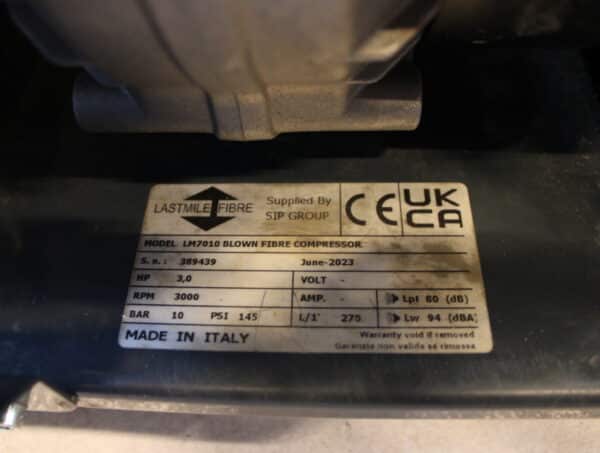 LASTMILE FIBRE
Supplied By
SIP GROUP
CE UK CA
MODEL LM7010 BLOWN FIBRE COMPRESSOR
S. n. : 389439 June-2023
HP 3,0 VOLT -
RPM 3000 AMP. - Lpl 80 (dB)
BAR 10 PSI 145 L/1' 275 Lw 94 (dBA)
MADE IN ITALY
Warranty void if removed
Garanzie non valide se rimossa